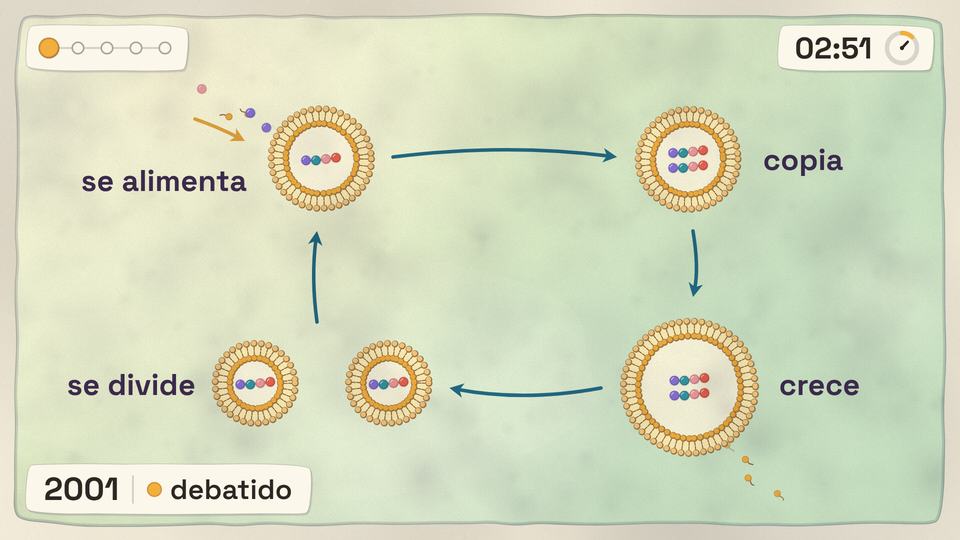 02:51
se alimenta
copia
se divide
crece
2001 debatido